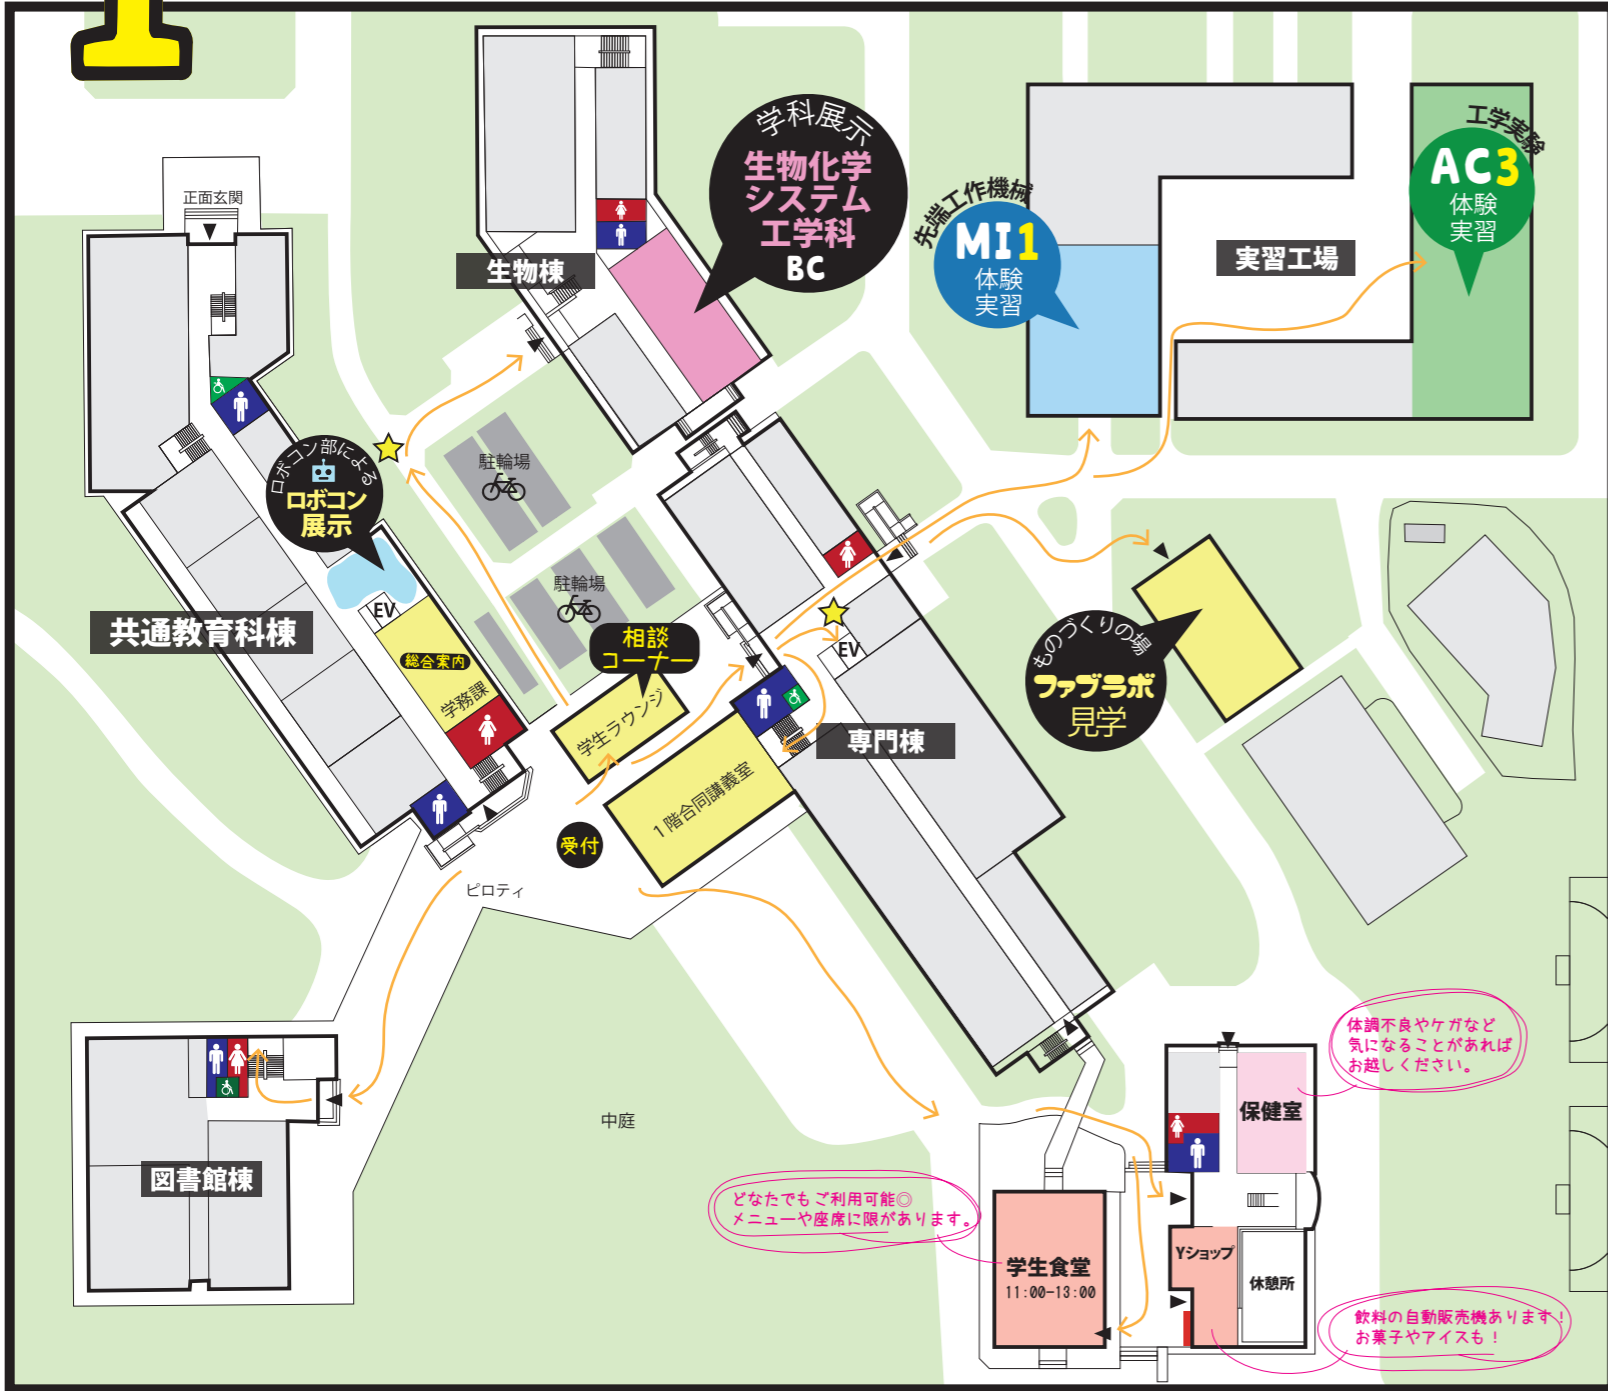 1
正面玄関
学科展示
生物化学
システム
工学科
BC
生物棟
先端工作機械
MI1
体験
実習
工学実験
AC3
体験
実習
実習工場
ロボコン部による
ロボコン
展示
駐輪場
駐輪場
EV
共通教育科棟
総合案内
学務課
相談
コーナー
学生ラウンジ
EV
専門棟
ものづくりの場
ファブラボ
見学
1階合同講義室
受付
ピロティ
中庭
図書館棟
体調不良やケガなど
気になることがあれば
お越しください。
保健室
どなたでもご利用可能◎
メニューや座席に限があります。
学生食堂
11:00-13:00
Yショップ
休憩所
飲料の自動販売機あります!
お菓子やアイスも!